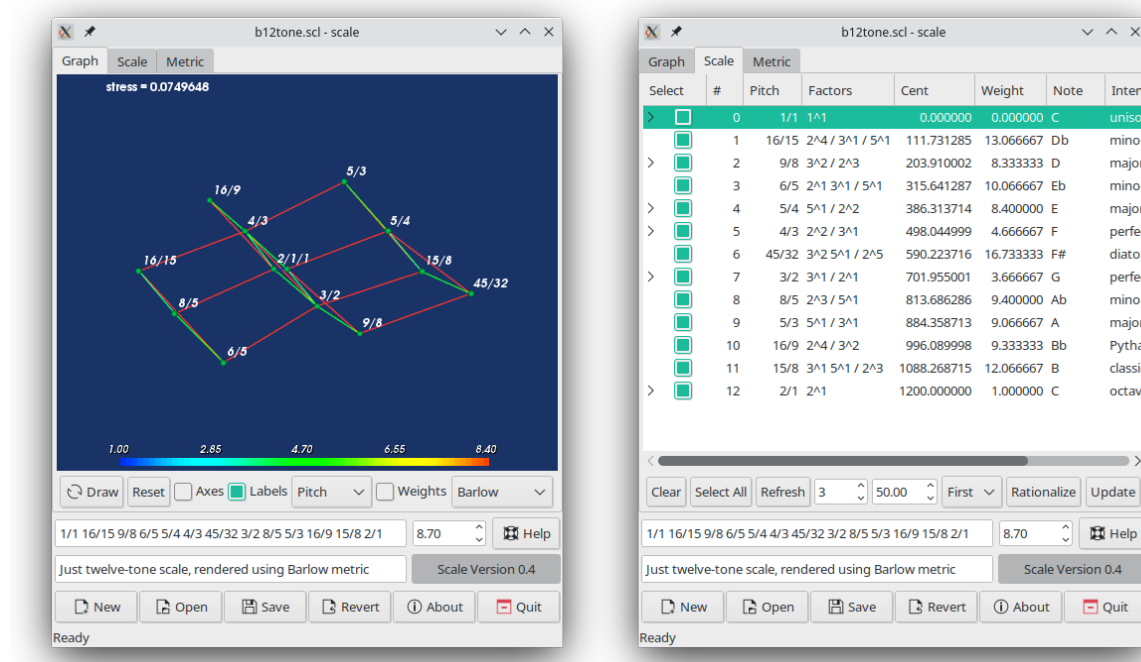 b12tone.scl - scale
Graph Scale Metric
stress = 0.0749648
5/3
16/9
4/3
5/4
16/15
2/1/1
15/8
45/32
8/5
3/2
9/8
6/5
1.00 2.85 4.70 6.55 8.40
Draw Reset Axes Labels Pitch Weights Barlow
1/1 16/15 9/8 6/5 5/4 4/3 45/32 3/2 8/5 5/3 16/9 15/8 2/1 8.70 Help
Just twelve-tone scale, rendered using Barlow metric Scale Version 0.4
New Open Save Revert About Quit
Ready
b12tone.scl - scale
Graph Scale Metric
Select # Pitch Factors Cent Weight Note Inter
0 1/1 1^1 0.000000 0.000000 C uniso
1 16/15 2^4 / 3^1 / 5^1 111.731285 13.066667 Db mino
2 9/8 3^2 / 2^3 203.910002 8.333333 D major
3 6/5 2^1 3^1 / 5^1 315.641287 10.066667 Eb mino
4 5/4 5^1 / 2^2 386.313714 8.400000 E major
5 4/3 2^2 / 3^1 498.044999 4.666667 F perfe
6 45/32 3^2 5^1 / 2^5 590.223716 16.733333 F# diato
7 3/2 3^1 / 2^1 701.955001 3.666667 G perfe
8 8/5 2^3 / 5^1 813.686286 9.400000 Ab mino
9 5/3 5^1 / 3^1 884.358713 9.066667 A major
10 16/9 2^4 / 3^2 996.089998 9.333333 Bb Pytha
11 15/8 3^1 5^1 / 2^3 1088.268715 12.066667 B classi
12 2/1 2^1 1200.000000 1.000000 C octav
Clear Select All Refresh 3 50.00 First Rationalize Update
1/1 16/15 9/8 6/5 5/4 4/3 45/32 3/2 8/5 5/3 16/9 15/8 2/1 8.70 Help
Just twelve-tone scale, rendered using Barlow metric Scale Version 0.4
New Open Save Revert About Quit
Ready